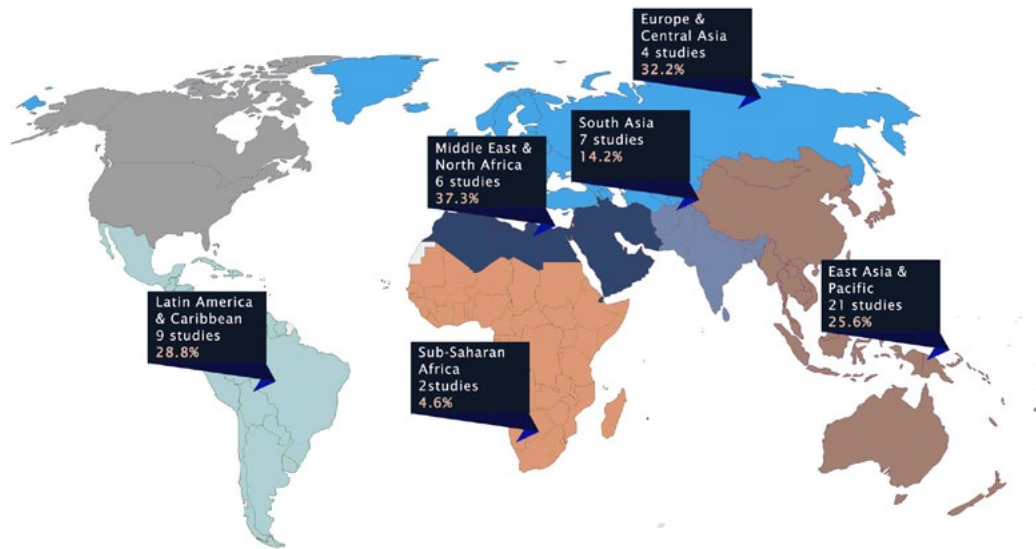 Europe &
Central Asia
4 studies
32.2%
South Asia
7 studies
14.2%
Middle East &
North Africa
6 studies
37.3%
East Asia &
Pacific
21 studies
25.6%
Latin America
& Caribbean
9 studies
28.8%
Sub-Saharan
Africa
2studies
4.6%